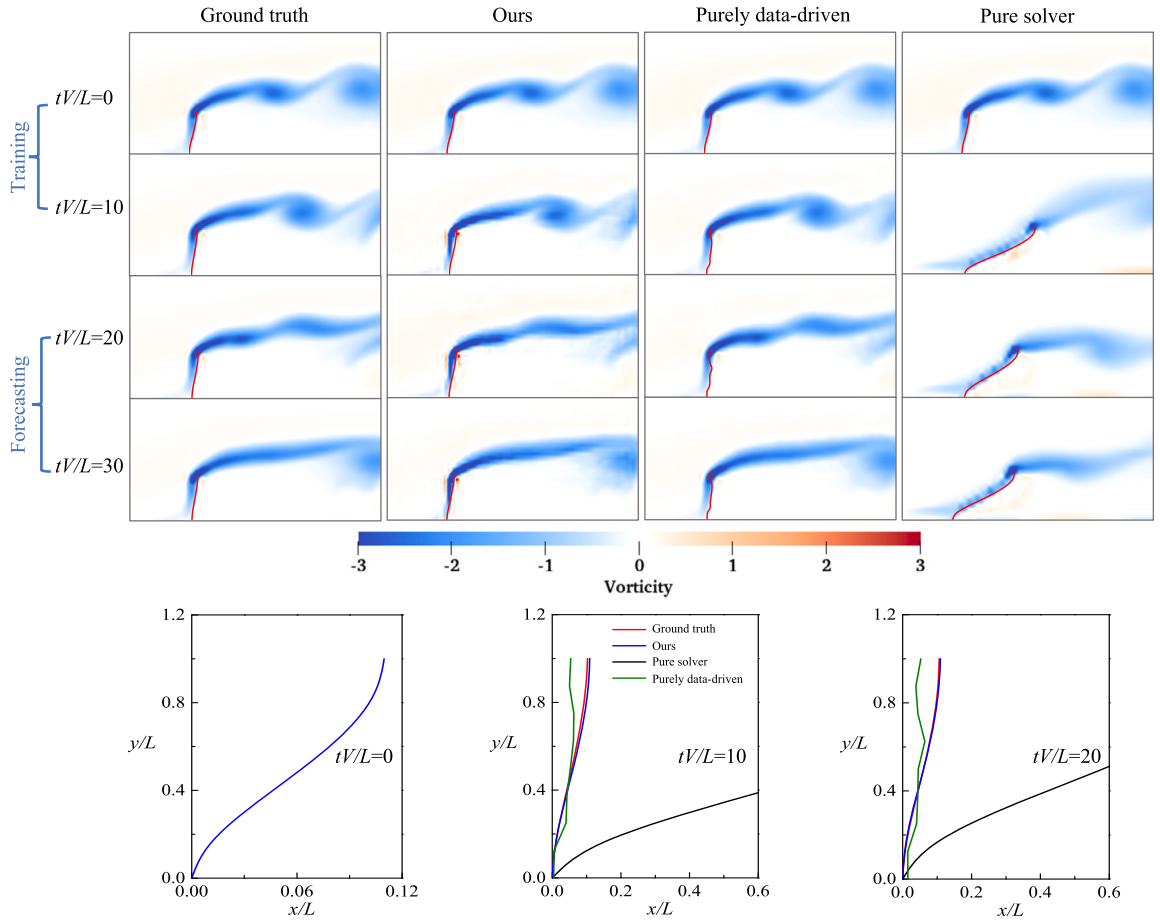 Ground truth
Ours
Purely data-driven
Pure solver
Training
tV/L=0
tV/L=10
Forecasting
tV/L=20
tV/L=30
-3
-2
-1
0
1
2
3
Vorticity
1.2
0.8
0.4
0.0
y/L
tV/L=0
0.00
0.06
0.12
x/L
1.2
0.8
0.4
0.0
y/L
Ground truth
Ours
Pure solver
Purely data-driven
tV/L=10
0.0
0.2
0.4
0.6
x/L
1.2
0.8
0.4
0.0
y/L
tV/L=20
0.0
0.2
0.4
0.6
x/L